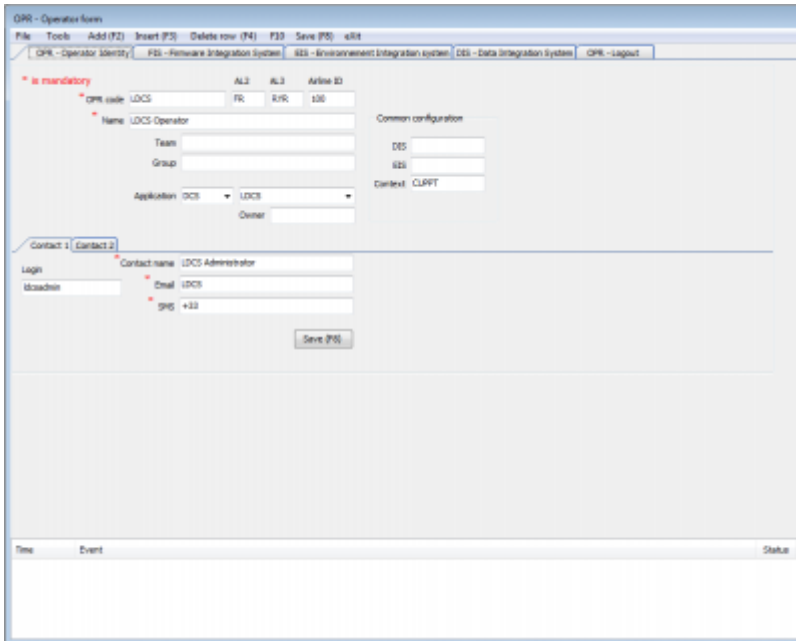 OPR - Operator form
File Tools Add (F2) Insert (F3) Delete row (F4) F10 Save (F8) eXit
OPR - Operator Identity FIS - Firmware Integration System EIS - Environnement Integration system DIS - Data Integration System OPR - Logout
* is mandatory AL2 AL3 Airline ID
* OPR code LDCS FR RYR 100
* Name LDCS Operator Common configuration
Team DIS
Group EIS
Context CLPPT
Application DCS LDCS
Owner
Contact 1 Contact 2
* Contact name LDCS Administrator
Login
* Email LDCS
ldcsadmin
* SMS +33
Save (F8)
Time Event Status